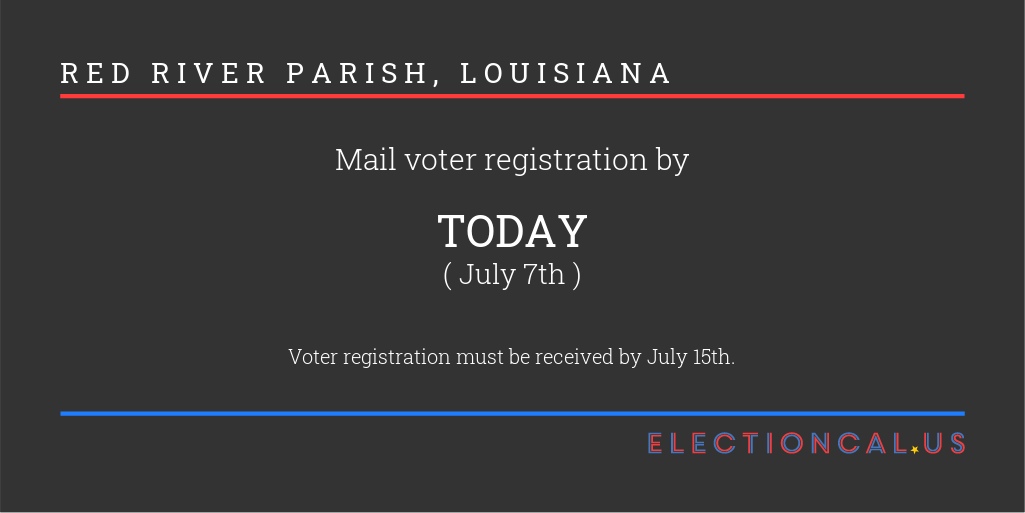 RED RIVER PARISH, LOUISIANA
Mail voter registration by
TODAY
( July 7th )
Voter registration must be received by July 15th.
ELECTIONCAL.US